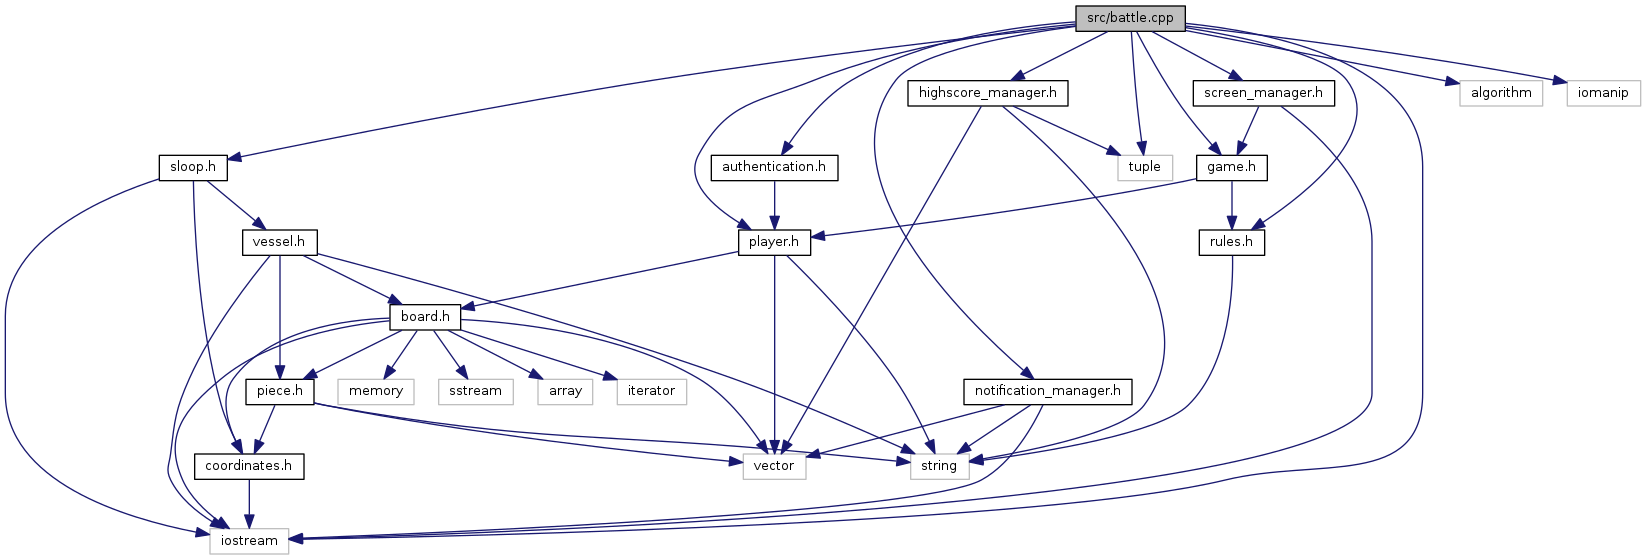 src/battle.cpp
highscore_manager.h
screen_manager.h
algorithm
iomanip
sloop.h
authentication.h
tuple
game.h
vessel.h
player.h
rules.h
board.h
piece.h
memory
sstream
array
iterator
notification_manager.h
coordinates.h
vector
string
iostream